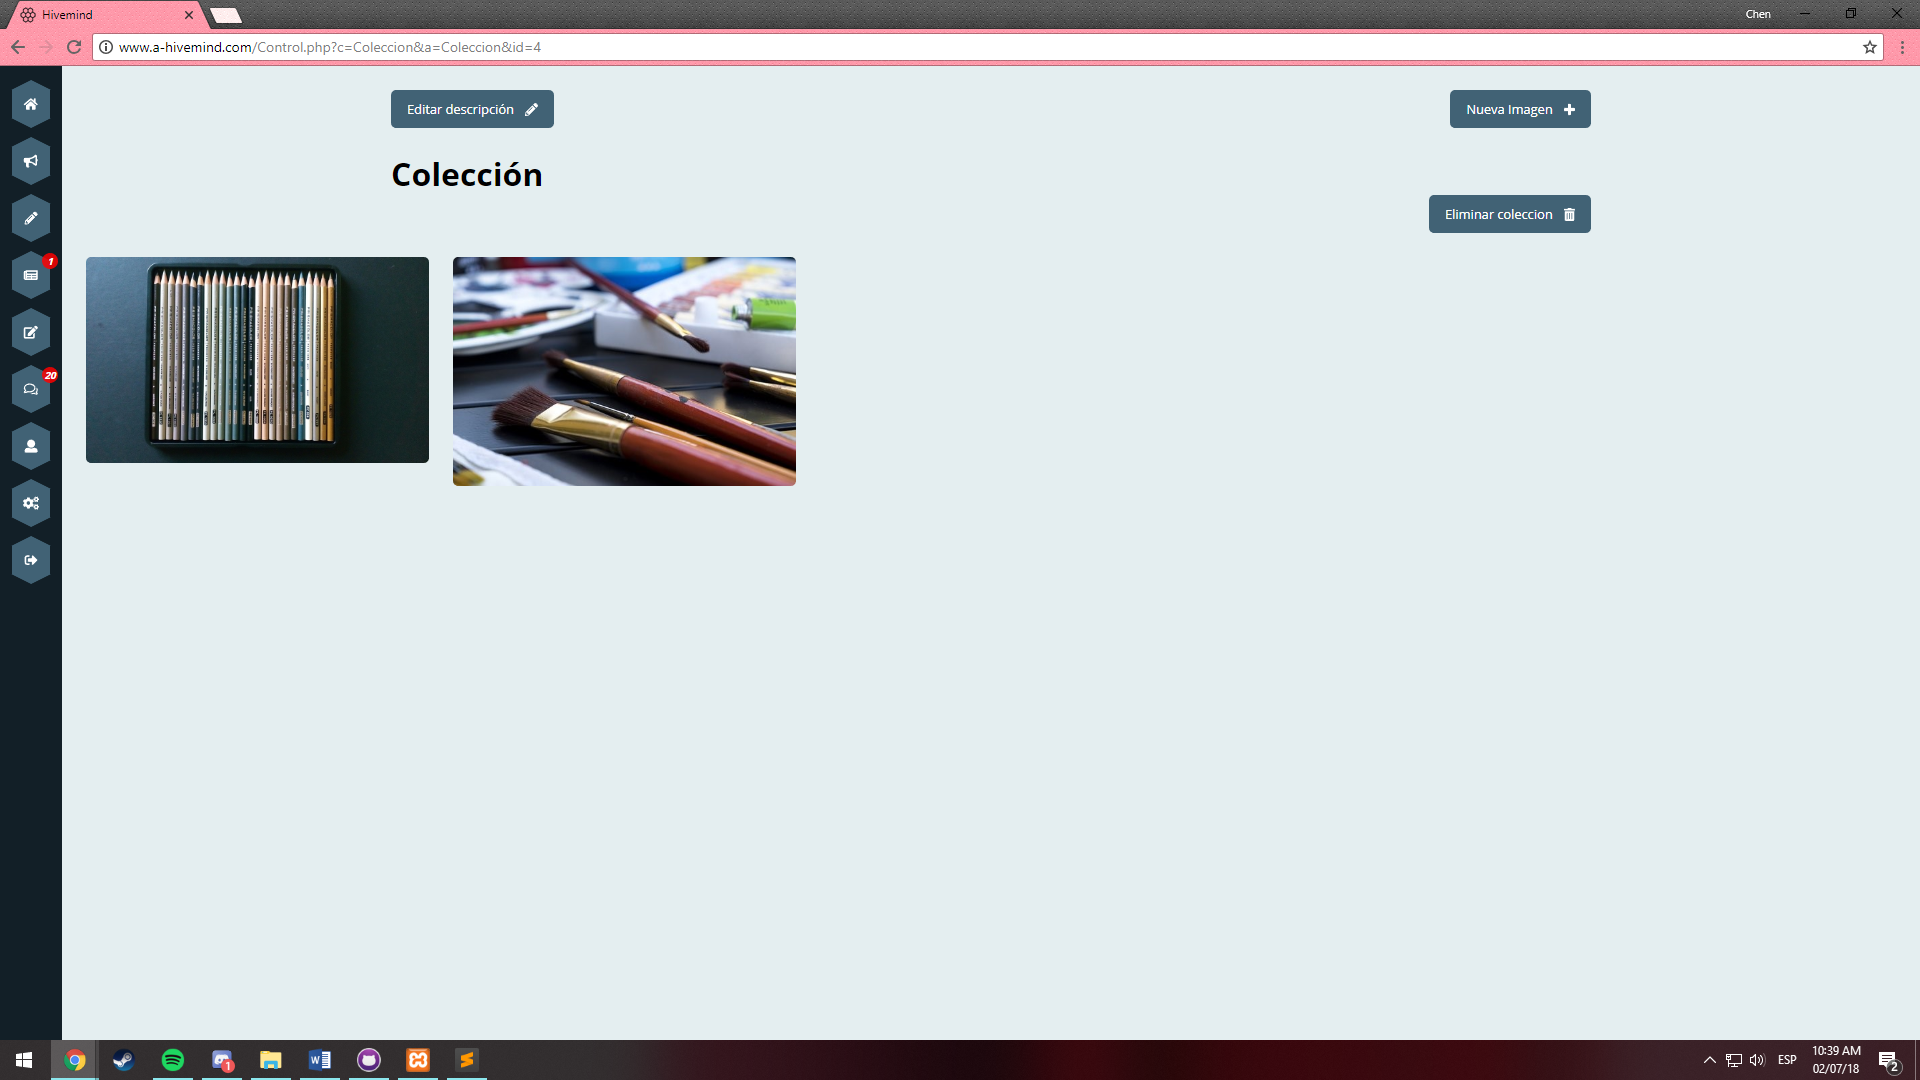 Hivemind
Chen
www.a-hivemind.com/Control.php?c=Coleccion&a=Coleccion&id=4
Editar descripción
Nueva Imagen
Colección
Eliminar coleccion
1
20
1
ESP
10:39 AM
02/07/18
2